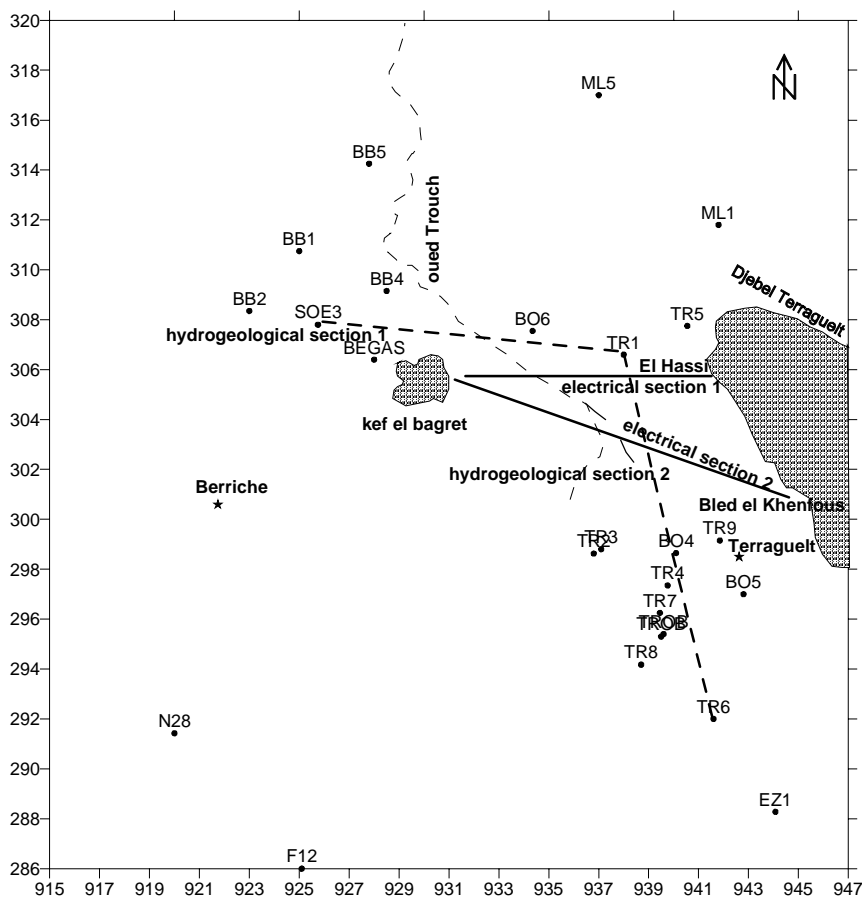 320
318
316
314
312
310
308
306
304
302
300
298
296
294
292
290
288
286
915
917
919
921
923
925
927
929
931
933
935
937
939
941
943
945
947
N
ML5
BB5
oued Trouch
ML1
BB1
Djebel Terraguelt
BB4
BB2
SOE3
BO6
TR5
hydrogeological section 1
TR1
BEGAS
El Hassi
electrical section 1
kef el bagret
electrical section 2
hydrogeological section 2
Berriche
Bled el Khenfous
TR9
TR3
TR2
BO4
Terraguelt
TR4
BO5
TR7
TROB
TR8
TR6
N28
EZ1
F12